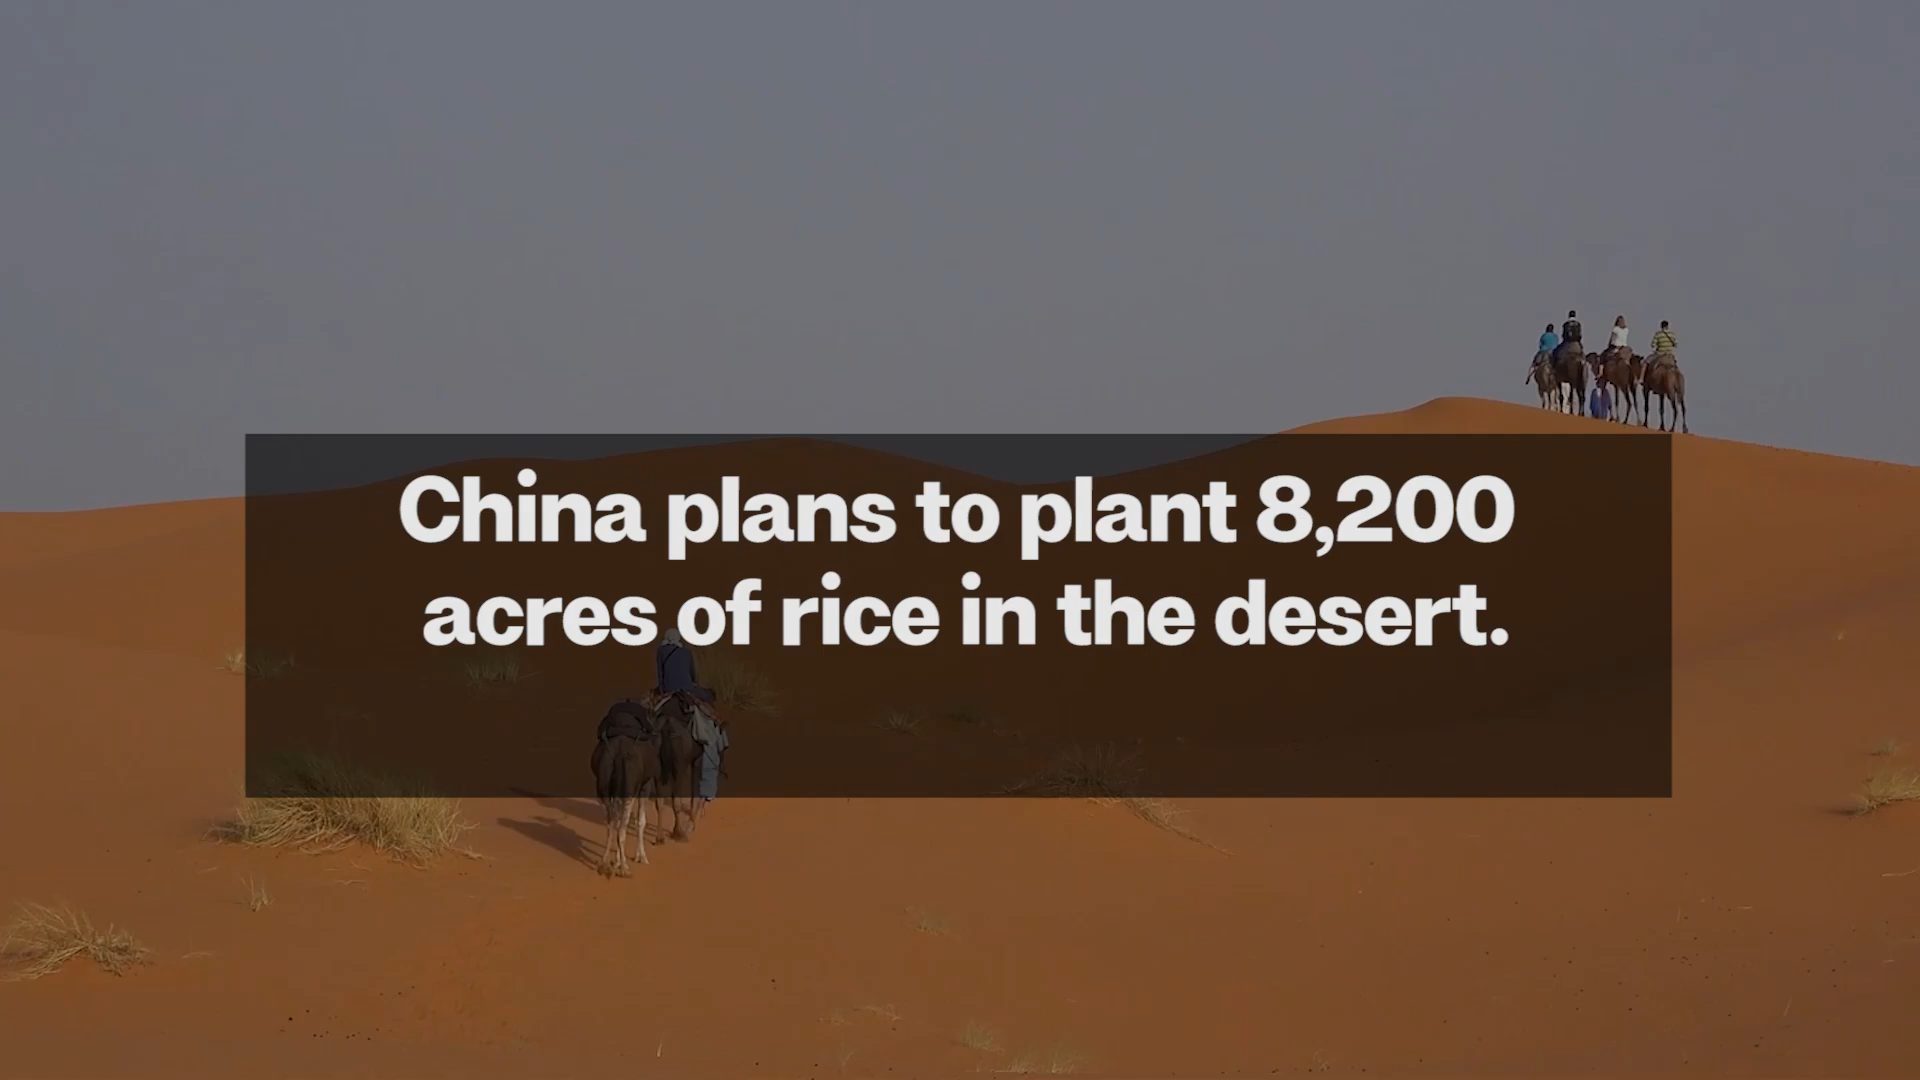 China plans to plant 8,200
acres of rice in the desert.